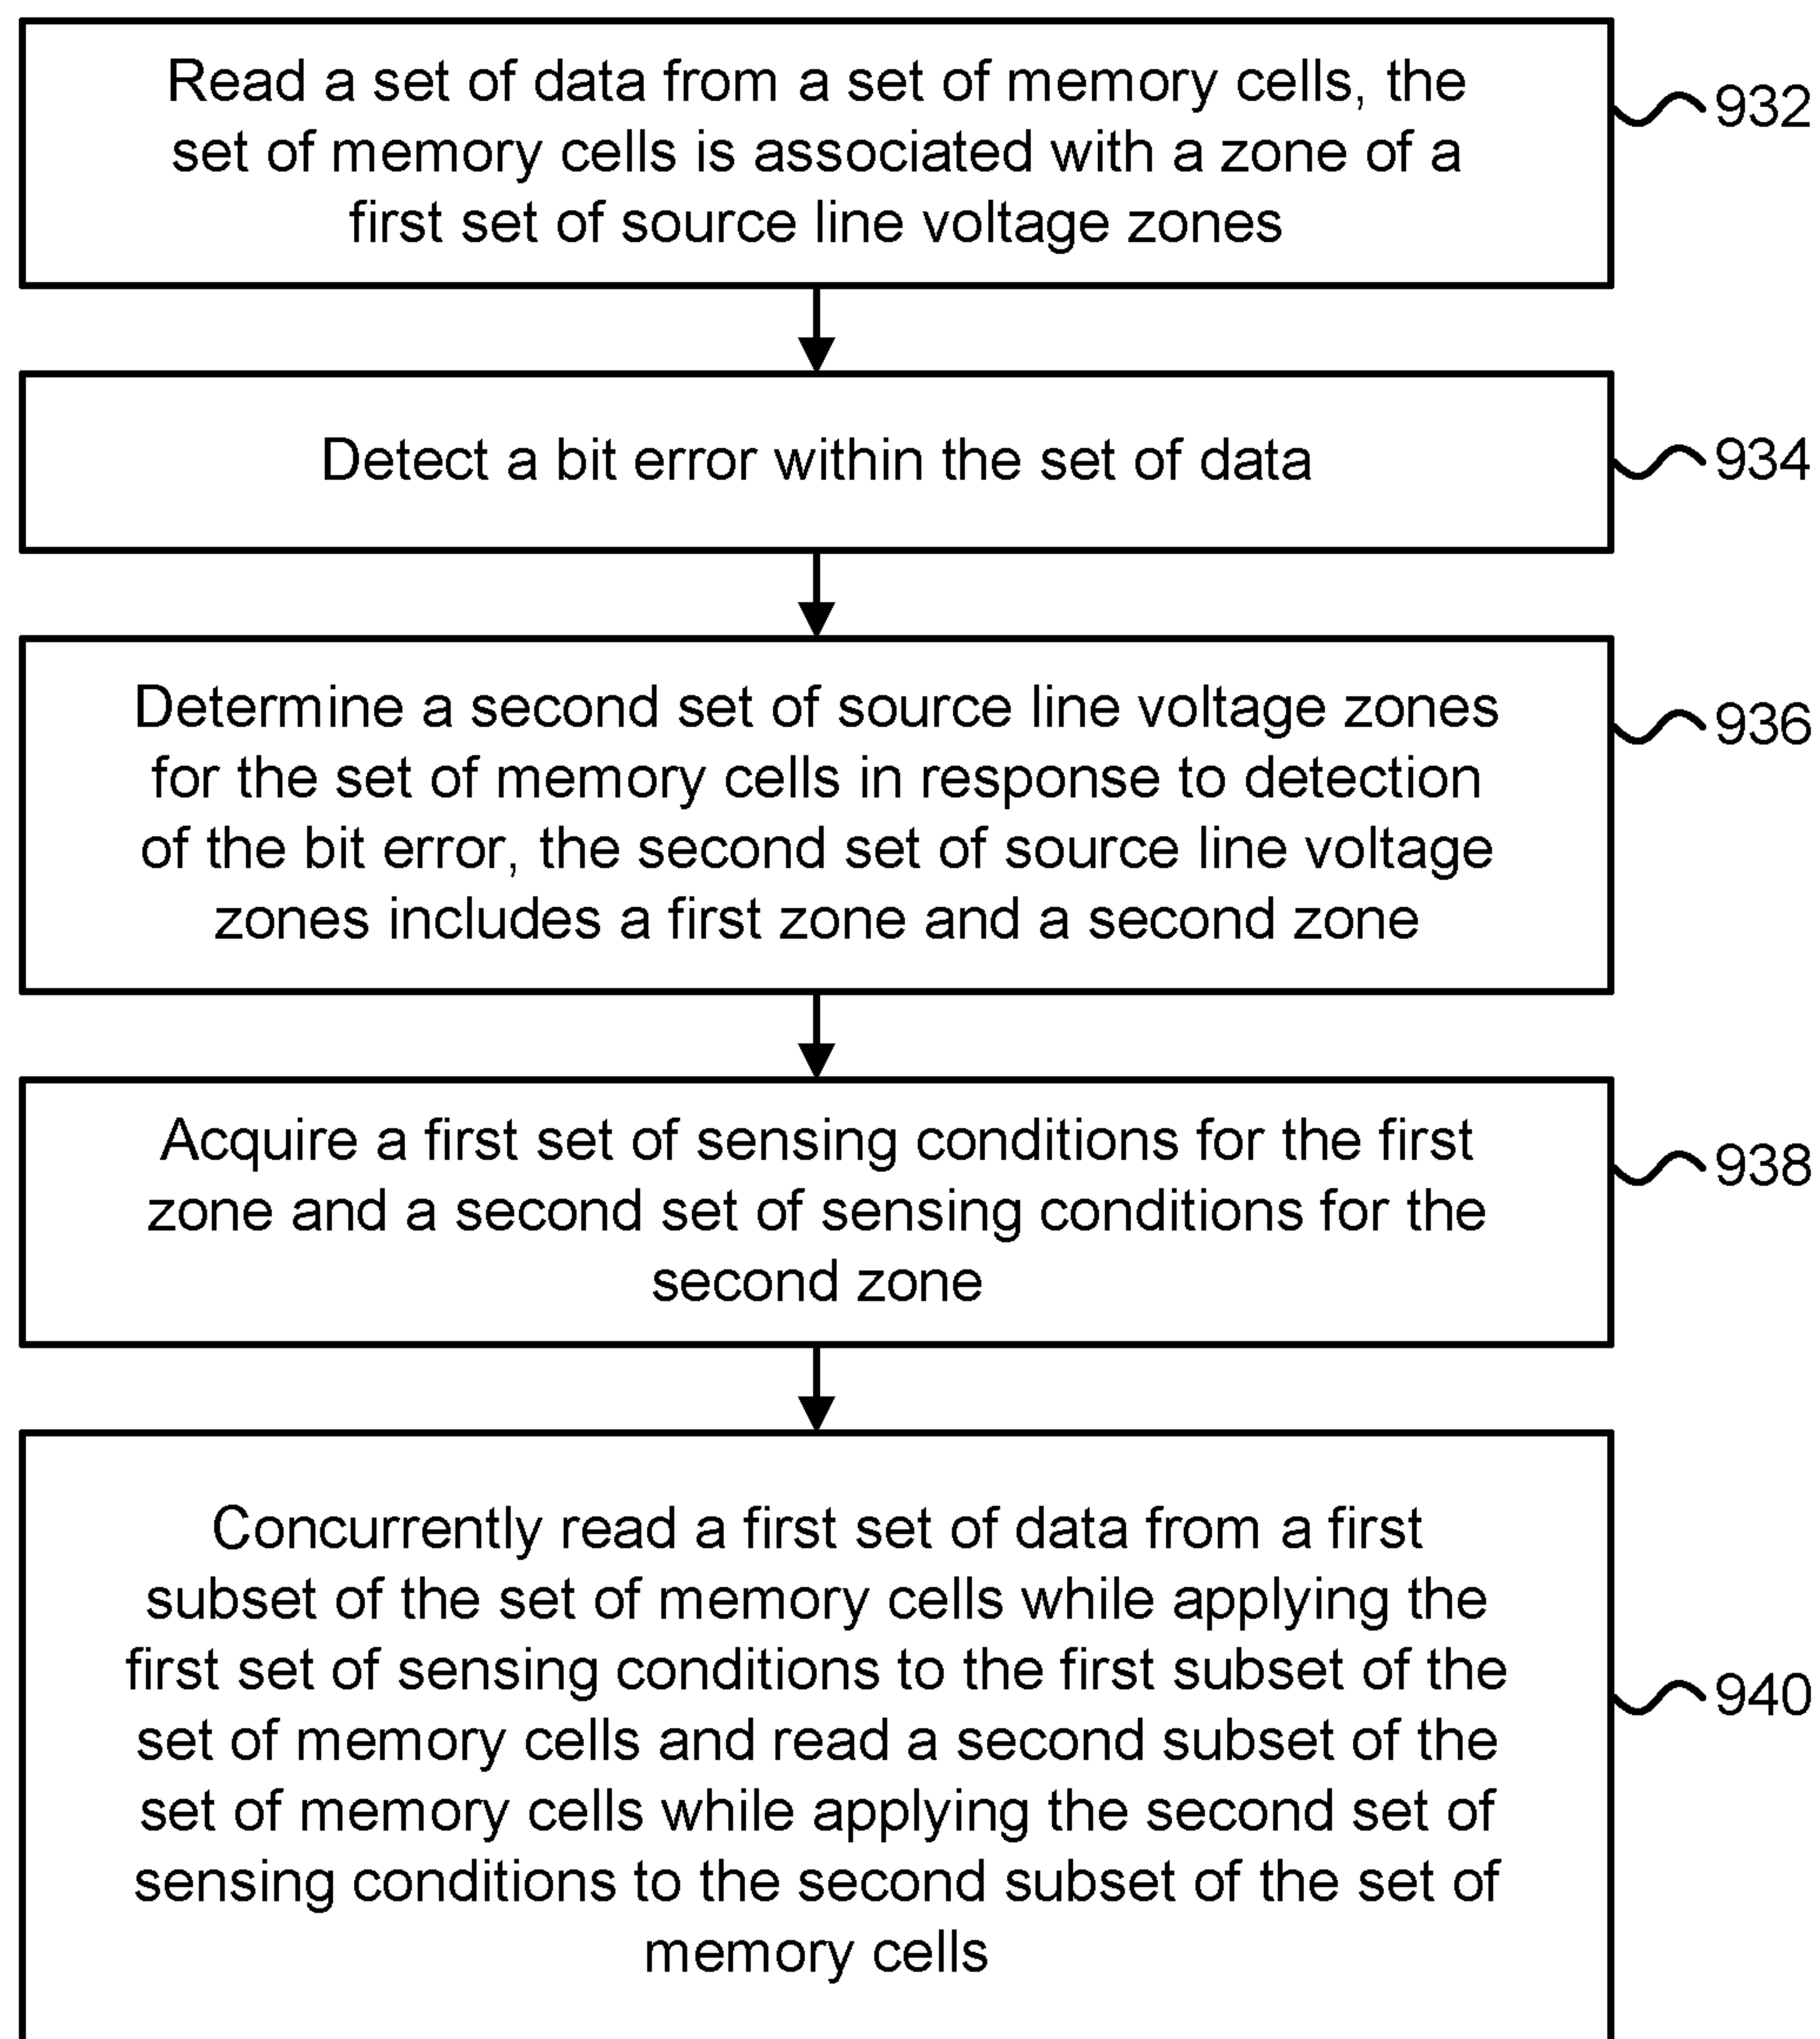 Read a set of data from a set of memory cells, the
set of memory cells is associated with a zone of a
first set of source line voltage zones
932
Detect a bit error within the set of data
934
Determine a second set of source line voltage zones
for the set of memory cells in response to detection
of the bit error, the second set of source line voltage
zones includes a first zone and a second zone
936
Acquire a first set of sensing conditions for the first
zone and a second set of sensing conditions for the
second zone
938
Concurrently read a first set of data from a first
subset of the set of memory cells while applying the
first set of sensing conditions to the first subset of the
set of memory cells and read a second subset of the
set of memory cells while applying the second set of
sensing conditions to the second subset of the set of
memory cells
940